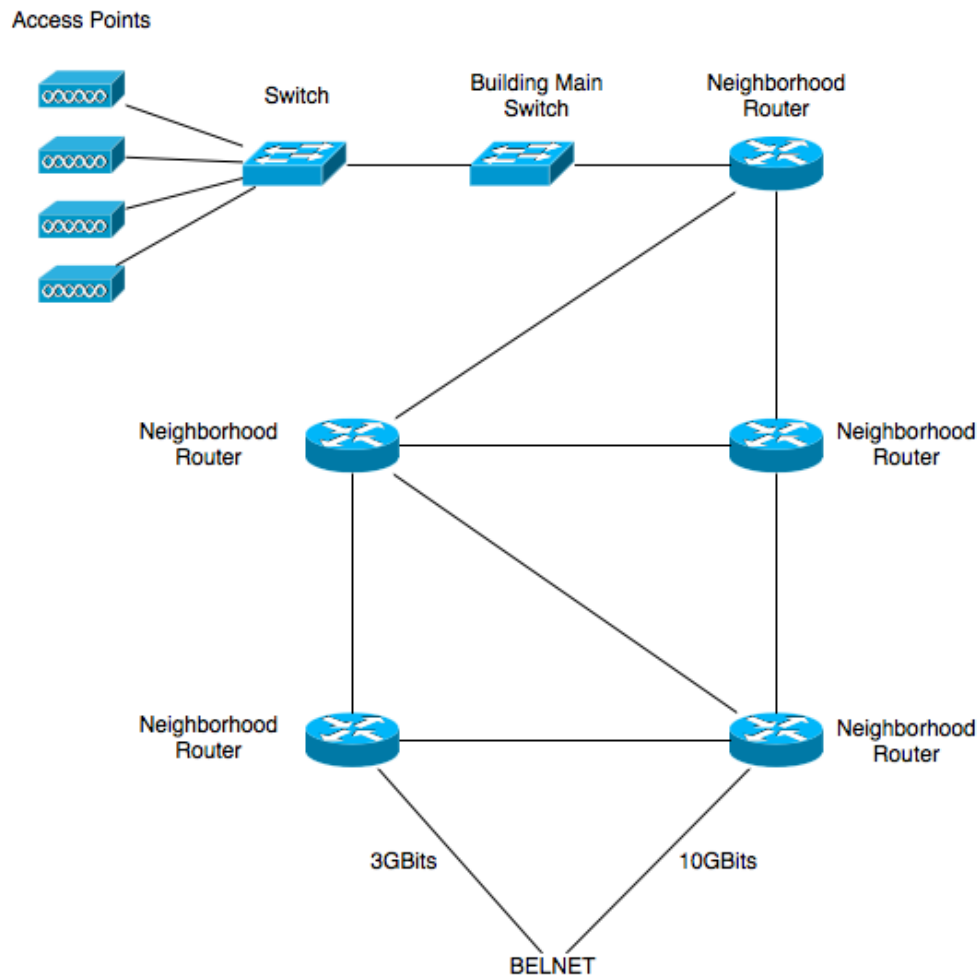 Access Points
Switch
Building Main
Switch
Neighborhood
Router
Neighborhood
Router
Neighborhood
Router
Neighborhood
Router
Neighborhood
Router
3GBits
10GBits
BELNET